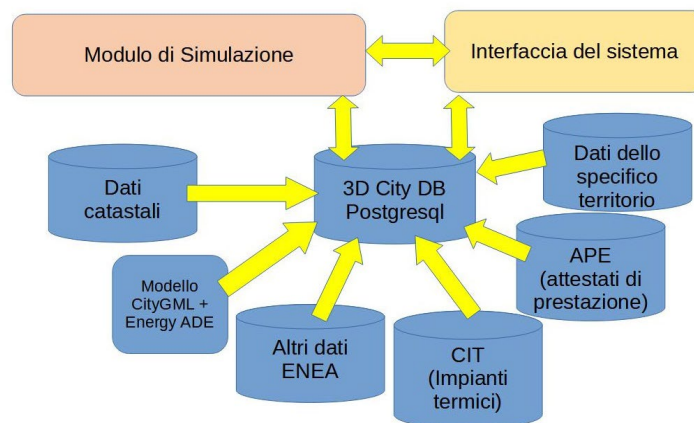 Modulo di Simulazione
Interfaccia del sistema
Dati
catastali
3D City DB
Postgresql
Dati dello
specifico
territorio
APE
(attestati di
prestazione)
Modello
CityGML +
Energy ADE
Altri dati
ENEA
CIT
(Impianti
termici)